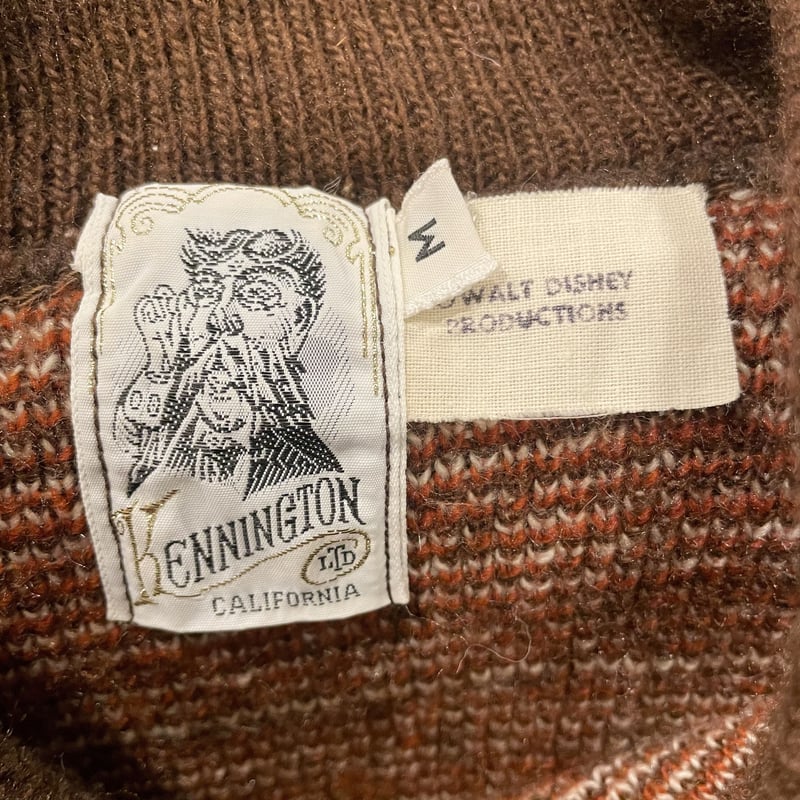 KENNINGTON
LTD
CALIFORNIA
M
©WALT DISNEY
PRODUCTIONS